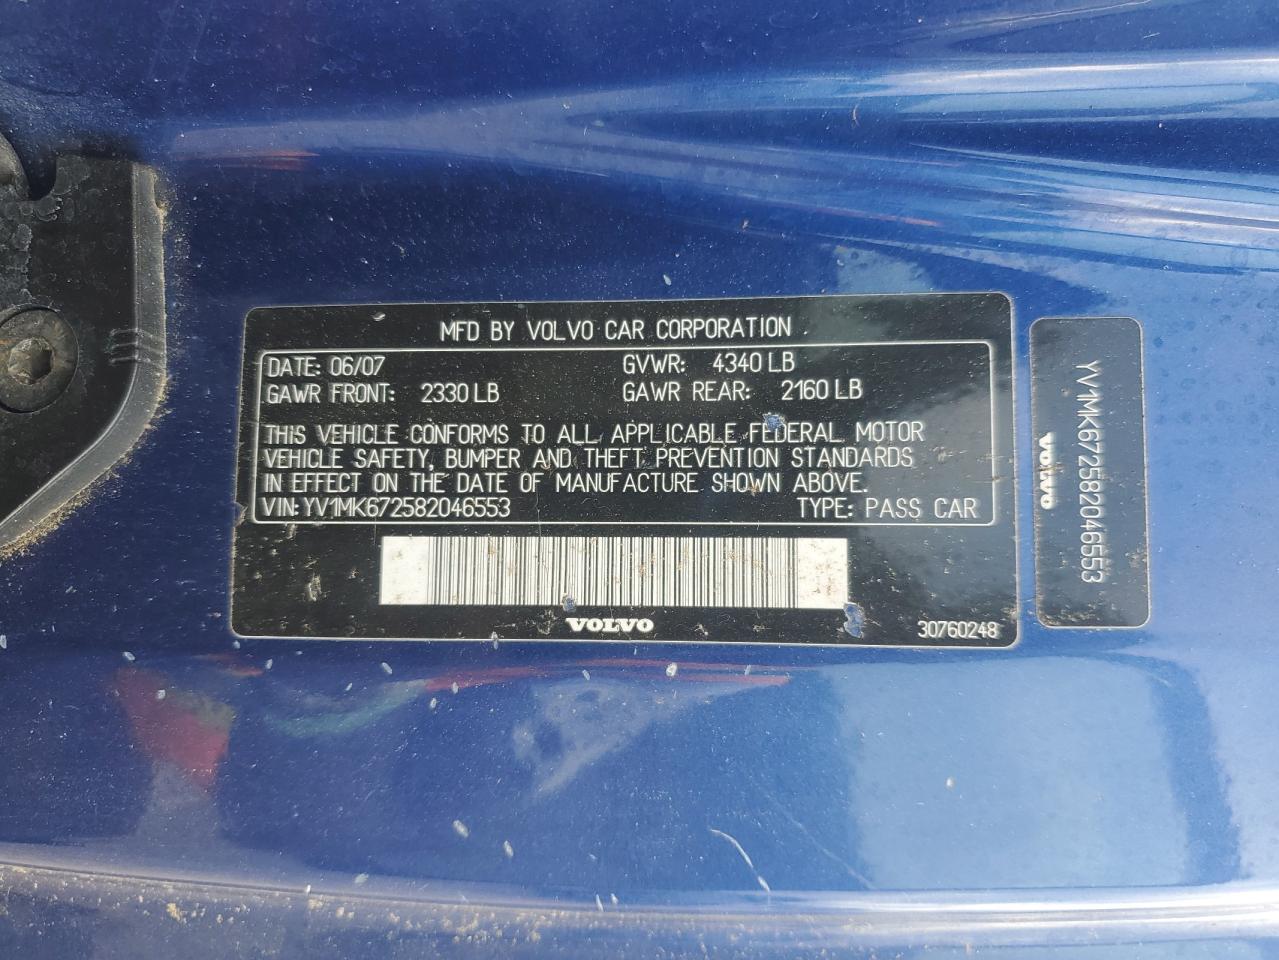 MFD BY VOLVO CAR CORPORATION
DATE: 06/07 GVWR: 4340 LB
GAWR FRONT: 2330 LB GAWR REAR: 2160 LB
THIS VEHICLE CONFORMS TO ALL APPLICABLE FEDERAL MOTOR
VEHICLE SAFETY, BUMPER AND THEFT PREVENTION STANDARDS
IN EFFECT ON THE DATE OF MANUFACTURE SHOWN ABOVE.
VIN: YV1MK672582046553 TYPE: PASS CAR
VOLVO
30760248
YV1MK672582046553
VOLVO